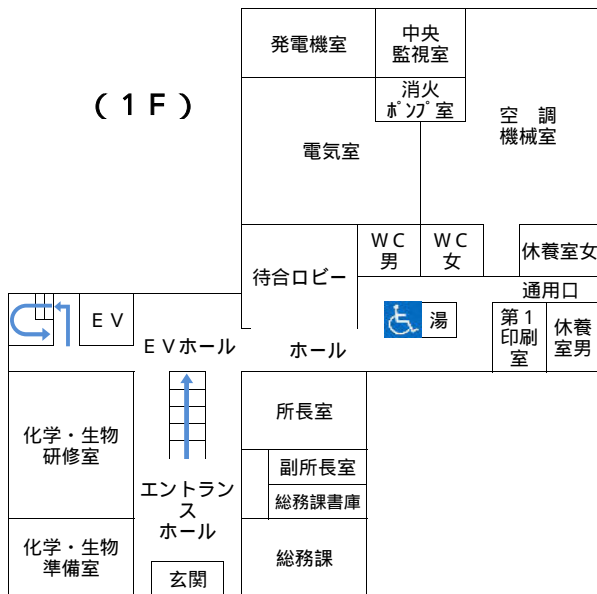 発電機室
中央
監視室
(1F)
消火
ﾎﾟﾝﾌﾟ室
空 調
機械室
電気室
WC
男
WC
女
休養室女
待合ロビー
通用口
EV
湯
第1
印刷
室
休養
室男
EVホール
ホール
所長室
化学・生物
研修室
副所長室
エントラン
ス
ホール
総務課書庫
化学・生物
準備室
総務課
玄関